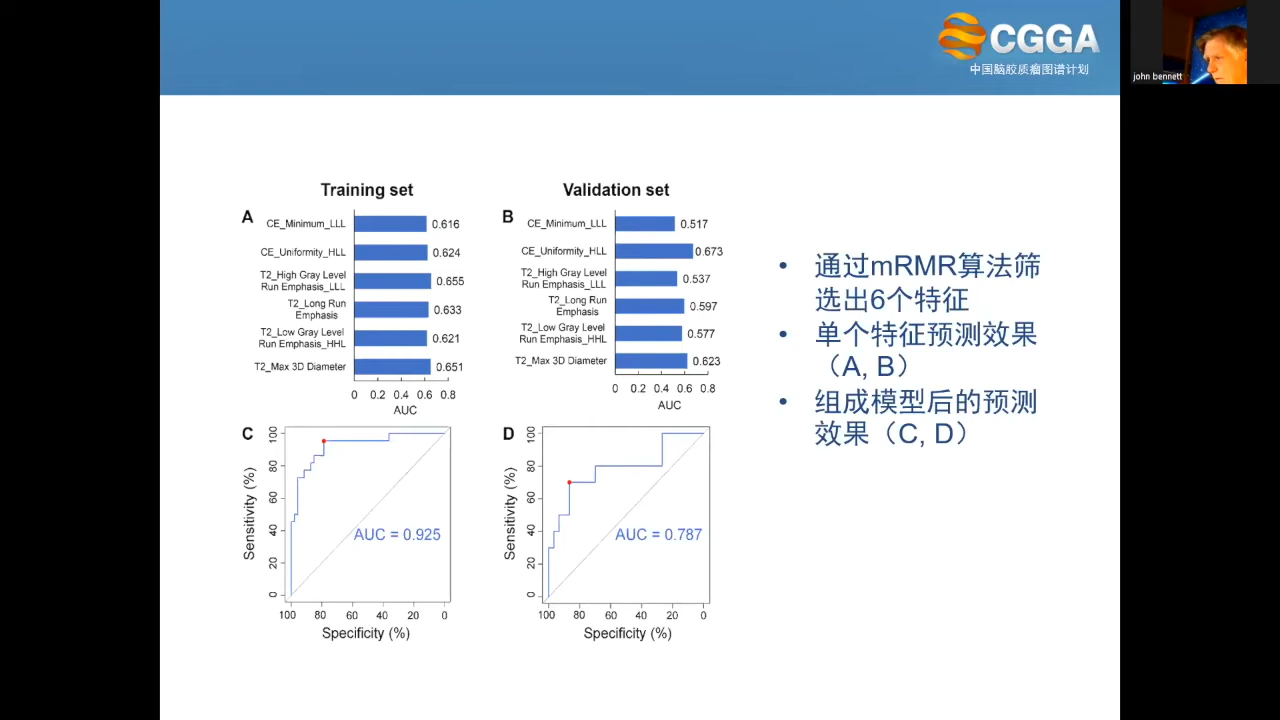 CGGA
中国脑胶质瘤图谱计划
john bennett
Training set
A
CE_Minimum_LLL
0.616
CE_Uniformity_HLL
0.624
T2_High Gray Level
Run Emphasis_LLL
0.655
T2_Long Run
Emphasis
0.633
T2_Low Gray Level
Run Emphasis_HHL
0.621
T2_Max 3D Diameter
0.651
0 0.2 0.4 0.6 0.8
AUC
Validation set
B
CE_Minimum_LLL
0.517
CE_Uniformity_HLL
0.673
T2_High Gray Level
Run Emphasis_LLL
0.537
T2_Long Run
Emphasis
0.597
T2_Low Gray Level
Run Emphasis_HHL
0.577
T2_Max 3D Diameter
0.623
0 0.2 0.4 0.6 0.8
AUC
C
Sensitivity (%)
100
80
60
40
20
0
AUC = 0.925
100 80 60 40 20 0
Specificity (%)
D
Sensitivity (%)
100
80
60
40
20
0
AUC = 0.787
100 80 60 40 20 0
Specificity (%)
• 通过mRMR算法筛
选出6个特征
• 单个特征预测效果
（A, B）
• 组成模型后的预测
效果（C, D）